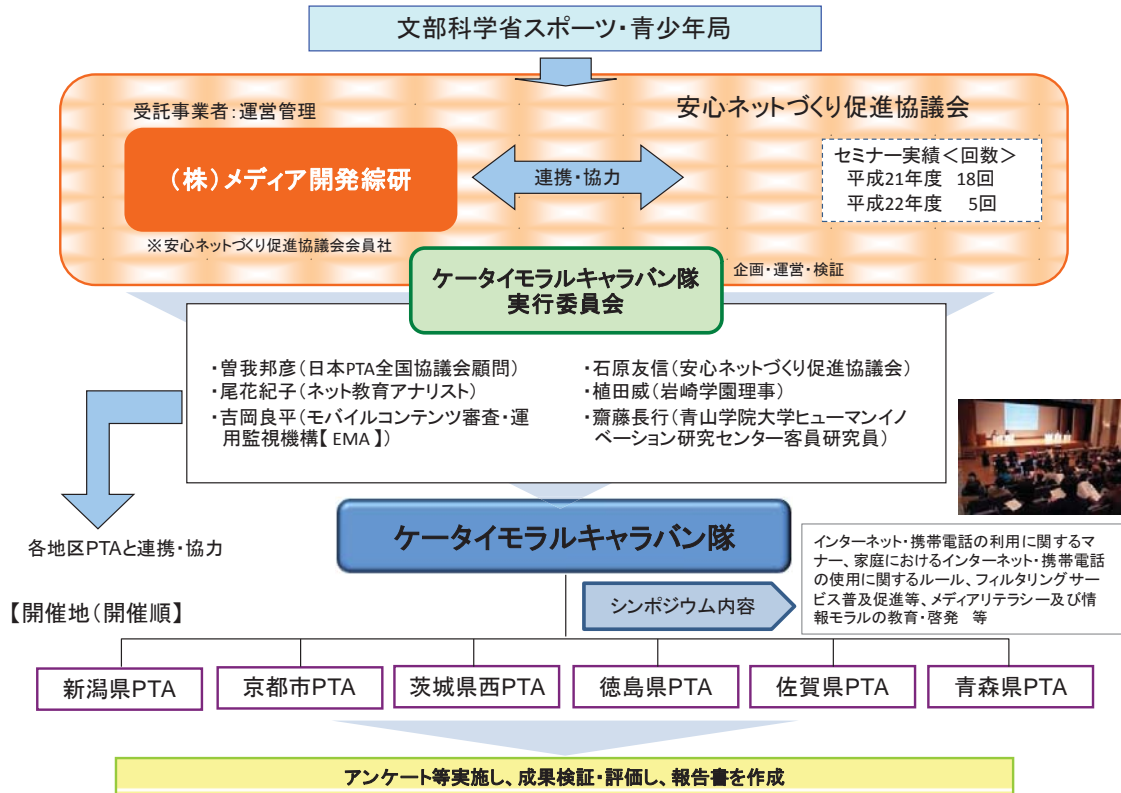 文部科学省スポーツ・青少年局
受託事業者:運営管理
安心ネットづくり促進協議会
(株)メディア開発綜研
連携・協力
セミナー実績<回数>
平成21年度 18回
平成22年度 5回
※安心ネットづくり促進協議会会員社
企画・運営・検証
ケータイモラルキャラバン隊
実行委員会
・曽我邦彦(日本PTA全国協議会顧問)
・尾花紀子(ネット教育アナリスト)
・吉岡良平(モバイルコンテンツ審査・運
用監視機構【 EMA 】)
・石原友信(安心ネットづくり促進協議会)
・植田威(岩崎学園理事)
・齋藤長行(青山学院大学ヒューマンイノ
ベーション研究センター客員研究員)
各地区PTAと連携・協力
ケータイモラルキャラバン隊
シンポジウム内容
インターネット・携帯電話の利用に関するマ
ナー、家庭におけるインターネット・携帯電話
の使用に関するルール、フィルタリングサー
ビス普及促進等、メディアリテラシー及び情
報モラルの教育・啓発 等
【開催地(開催順】
新潟県PTA
京都市PTA
茨城県西PTA
徳島県PTA
佐賀県PTA
青森県PTA
アンケート等実施し、成果検証・評価し、報告書を作成